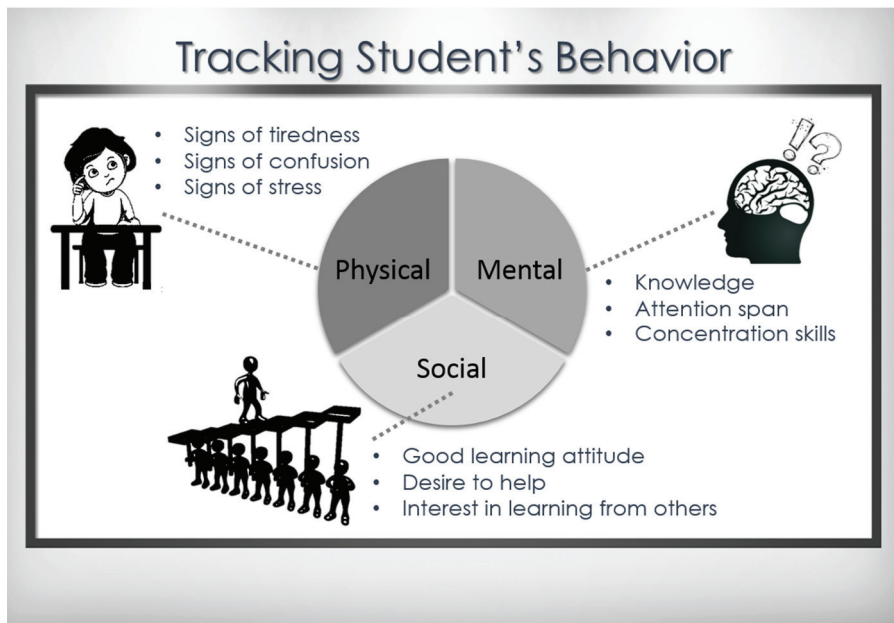 Tracking Student's Behavior
• Signs of tiredness
• Signs of confusion
• Signs of stress
Physical
Mental
• Knowledge
• Attention span
• Concentration skills
Social
• Good learning attitude
• Desire to help
• Interest in learning from others
!?